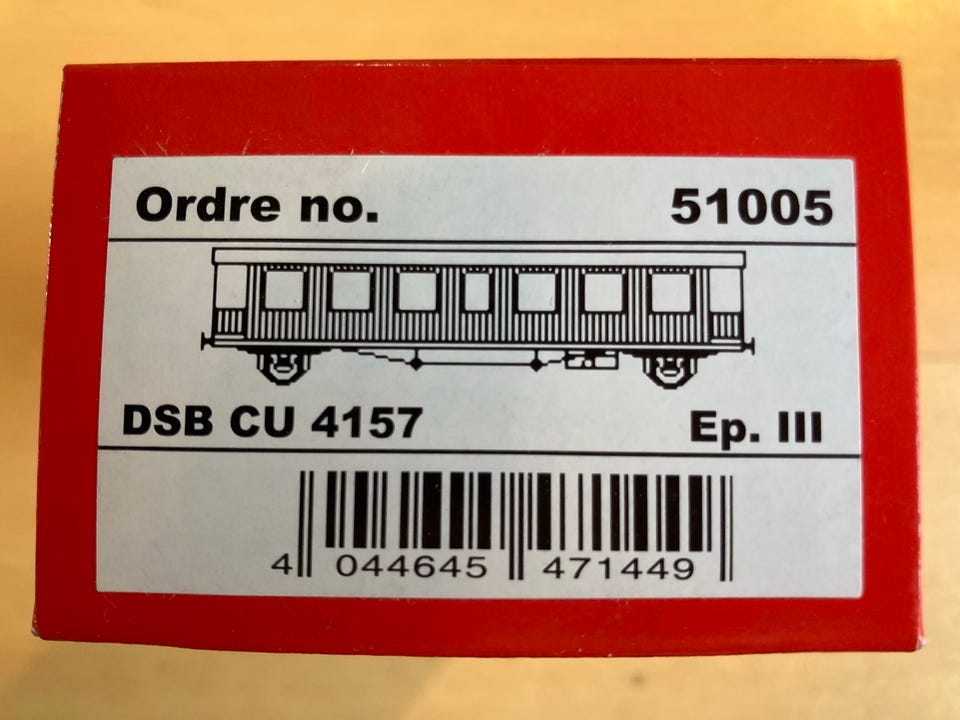 Ordre no. 51005
DSB CU 4157 Ep. III
4 044645 471449